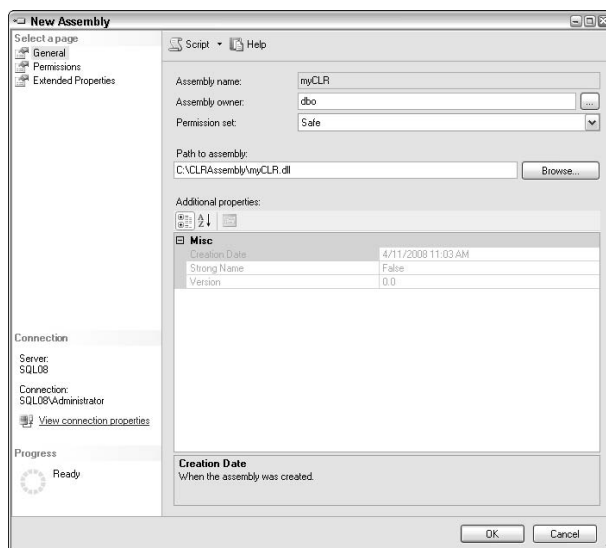 New Assembly
Select a page
General
Permissions
Extended Properties
Script
Help
Assembly name:
myCLR
Assembly owner:
dbo
...
Permission set:
Safe
Path to assembly:
C:\CLRAssembly\myCLR.dll
Browse...
Additional properties:
Misc
Creation Date
4/11/2008 11:03 AM
Strong Name
False
Version
0.0
Connection
Server:
SQL08
Connection:
SQL08\Administrator
View connection properties
Progress
Ready
Creation Date
When the assembly was created.
OK
Cancel